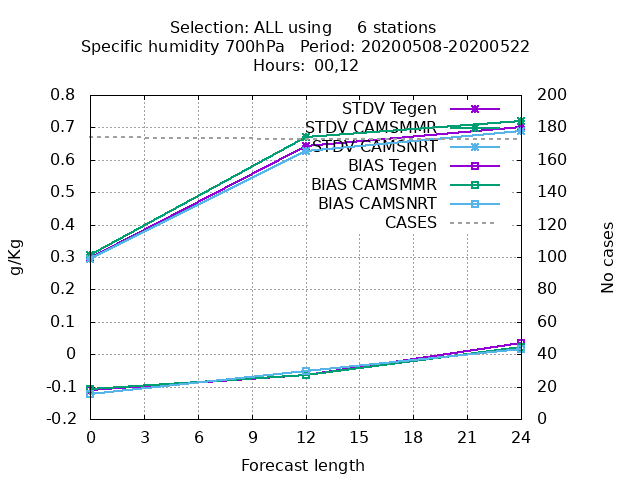 Selection: ALL using     6 stations
Specific humidity 700hPa   Period: 20200508-20200522
Hours: 00,12
0.8
0.7
0.6
0.5
0.4
0.3
0.2
0.1
0
-0.1
-0.2
g/Kg
STDV Tegen
STDV CAMSMMR
STDV CAMSNRT
BIAS Tegen
BIAS CAMSMMR
BIAS CAMSNRT
CASES
200
180
160
140
120
100
80
60
40
20
0
No cases
0 3 6 9 12 15 18 21 24
Forecast length